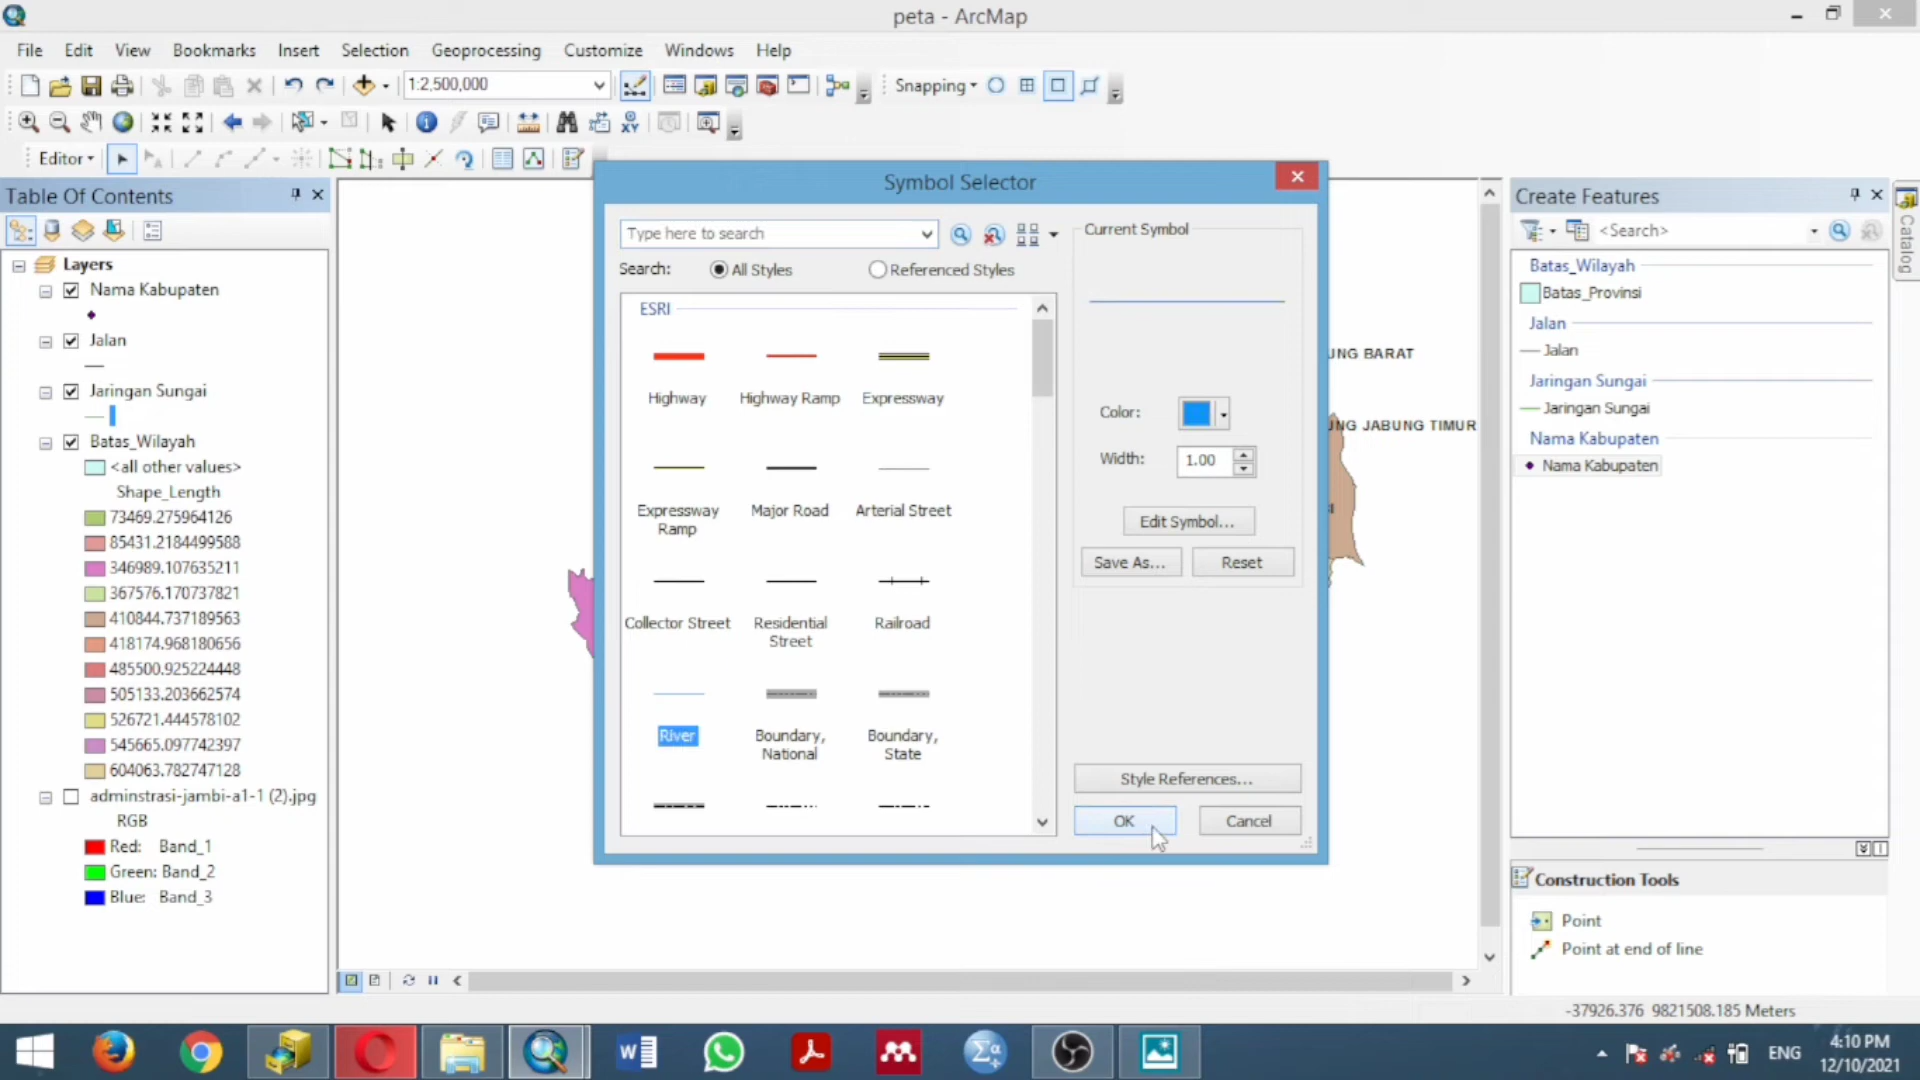 peta - ArcMap
File Edit View Bookmarks Insert Selection Geoprocessing Customize Windows Help
1:2,500,000
Snapping
Editor
Table Of Contents
Layers
Nama Kabupaten
Jalan
Jaringan Sungai
Batas_Wilayah
<all other values>
Shape_Length
73469.275964126
85431.2184499588
346989.107635211
367576.170737821
410844.737189563
418174.968180656
485500.925224448
505133.203662574
526721.444578102
545665.097742397
604063.782747128
adminstrasi-jambi-a1-1 (2).jpg
RGB
Red: Band_1
Green: Band_2
Blue: Band_3
Symbol Selector
Type here to search
Search: All Styles Referenced Styles
ESRI
Highway
Highway Ramp
Expressway
Expressway Ramp
Major Road
Arterial Street
Collector Street
Residential Street
Railroad
River
Boundary, National
Boundary, State
Current Symbol
Color:
Width: 1.00
Edit Symbol...
Save As... Reset
Style References...
OK Cancel
UNG BARAT
UNG JABUNG TIMUR
Create Features
<Search>
Batas_Wilayah
Batas_Provinsi
Jalan
Jalan
Jaringan Sungai
Jaringan Sungai
Nama Kabupaten
Nama Kabupaten
Construction Tools
Point
Point at end of line
Catalog
-37926.376 9821508.185 Meters
ENG
4:10 PM
12/10/2021